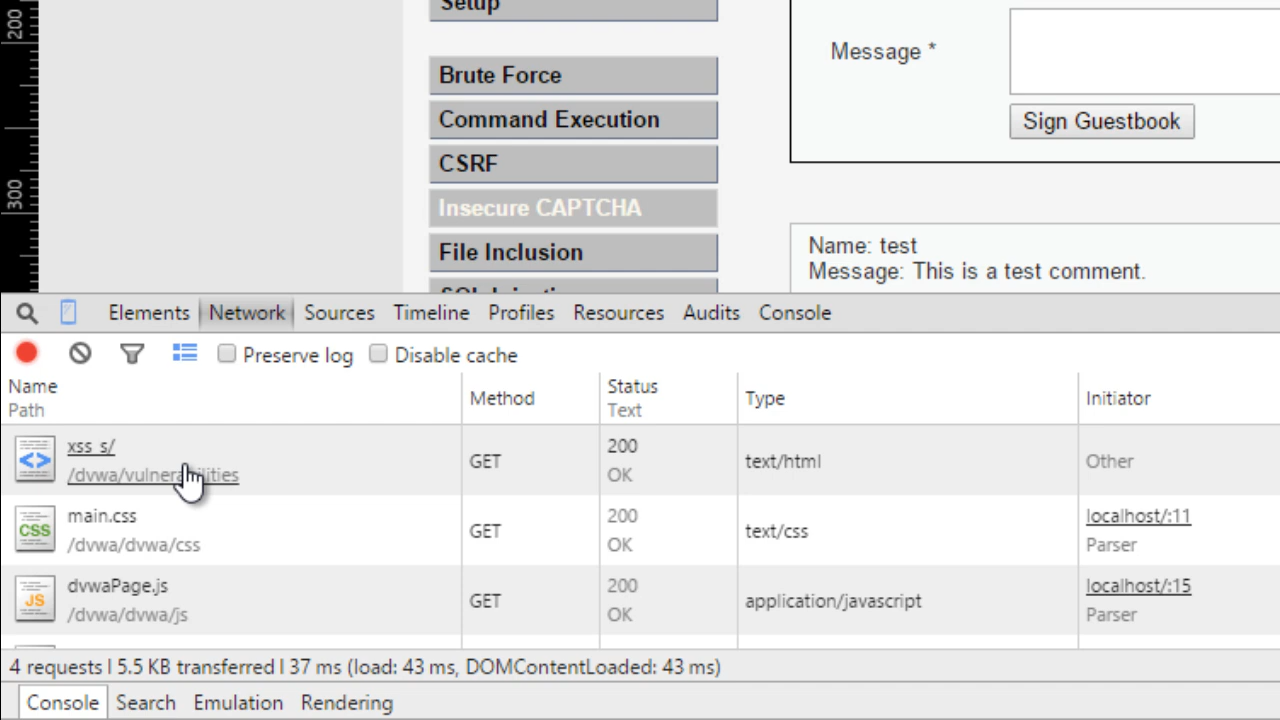 200
300
Setup
Brute Force
Command Execution
CSRF
Insecure CAPTCHA
File Inclusion
Message *
Sign Guestbook
Name: test
Message: This is a test comment.
Elements Network Sources Timeline Profiles Resources Audits Console
Preserve log Disable cache
Name Path Method Status Text Type Initiator
xss_s/ GET 200 text/html Other
/dvwa/vulnerabilities OK
main.css GET 200 text/css localhost/:11
/dvwa/dvwa/css OK Parser
dvwaPage.js GET 200 application/javascript localhost/:15
/dvwa/dvwa/js OK Parser
4 requests | 5.5 KB transferred | 37 ms (load: 43 ms, DOMContentLoaded: 43 ms)
Console Search Emulation Rendering